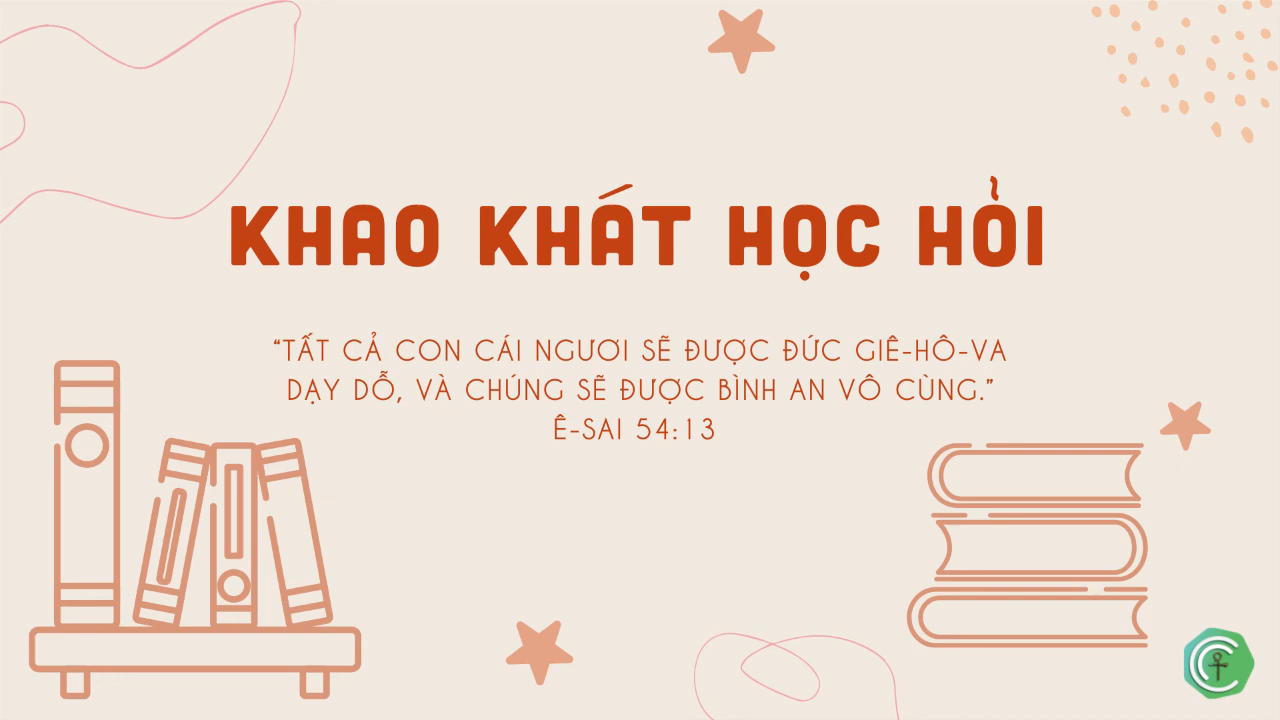 KHAO KHÁT HỌC HỎI
“TẤT CẢ CON CÁI NGƯƠI SẼ ĐƯỢC ĐỨC GIÊ-HÔ-VA
DẠY DỖ, VÀ CHÚNG SẼ ĐƯỢC BÌNH AN VÔ CÙNG.”
Ê-SAI 54:13